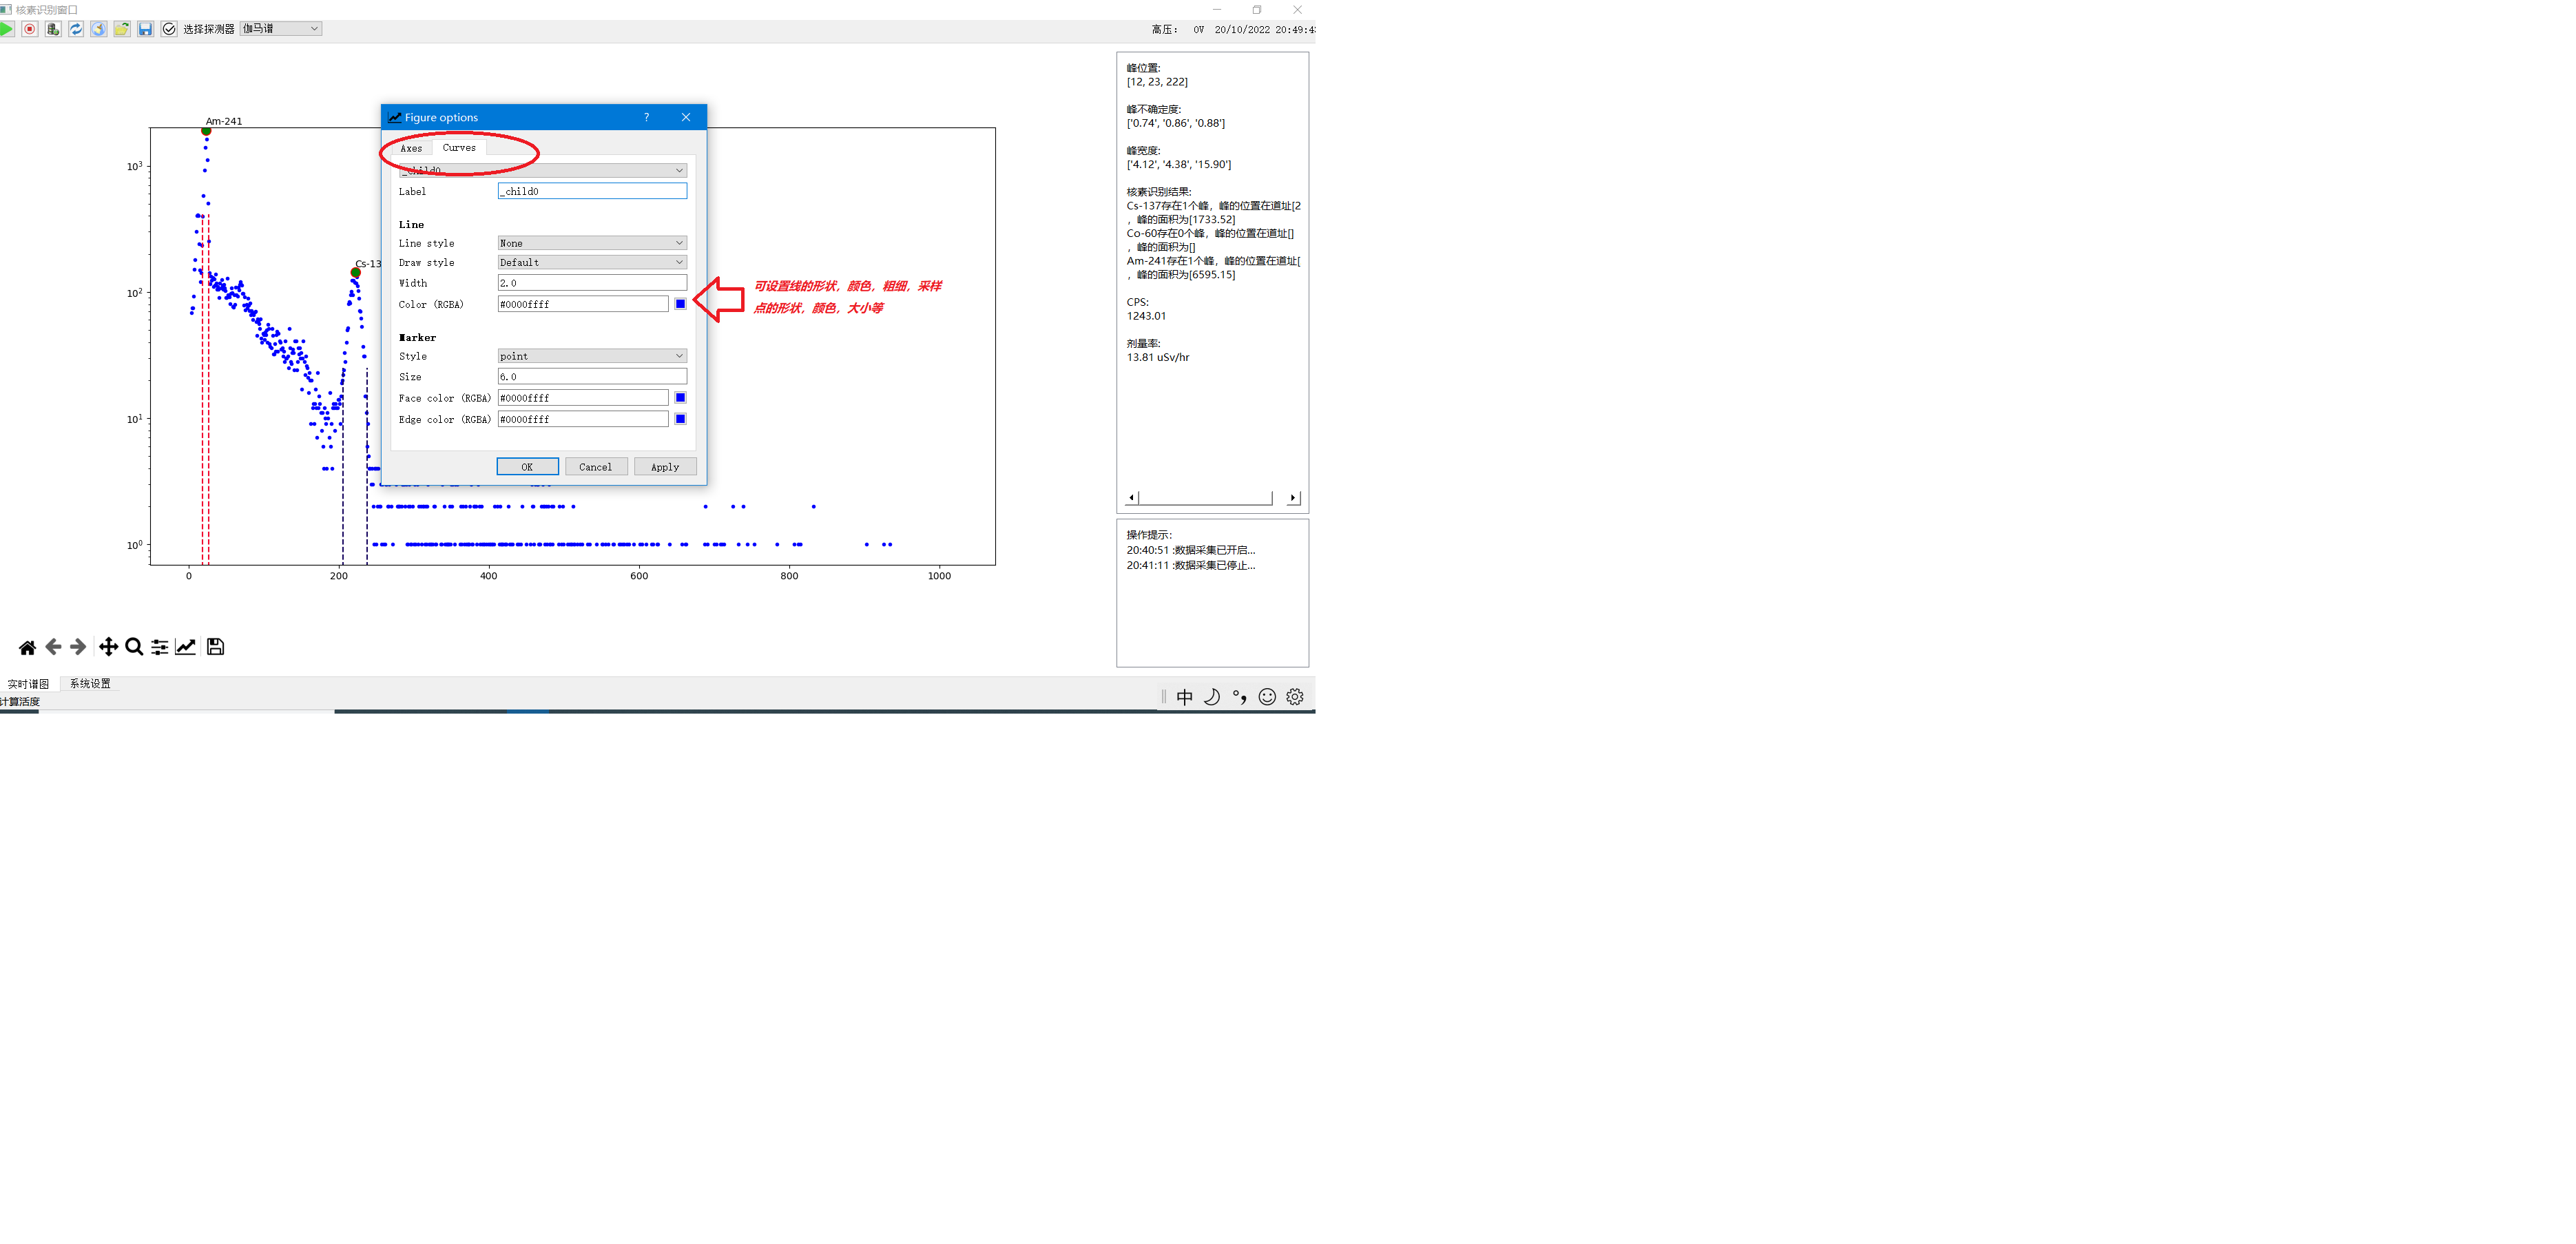 核素识别窗口
选择探测器 伽马谱
高压： 0V 20/10/2022 20:49:4
Am-241
Cs-13
10³
10²
10¹
10⁰
0 200 400 600 800 1000
Figure options ?
Axes Curves
_child0
Label _child0
Line
Line style None
Draw style Default
Width 2.0
Color (RGBA) #0000ffff
Marker
Style point
Size 6.0
Face color (RGBA) #0000ffff
Edge color (RGBA) #0000ffff
OK Cancel Apply
可设置线的形状，颜色，粗细，采样
点的形状，颜色，大小等
峰位置:
[12, 23, 222]
峰不确定度:
['0.74', '0.86', '0.88']
峰宽度:
['4.12', '4.38', '15.90']
核素识别结果:
Cs-137存在1个峰，峰的位置在道址[2
，峰的面积为[1733.52]
Co-60存在0个峰，峰的位置在道址[]
，峰的面积为[]
Am-241存在1个峰，峰的位置在道址[
，峰的面积为[6595.15]
CPS:
1243.01
剂量率:
13.81 uSv/hr
操作提示:
20:40:51 :数据采集已开启...
20:41:11 :数据采集已停止...
实时谱图 系统设置
计算活度
中